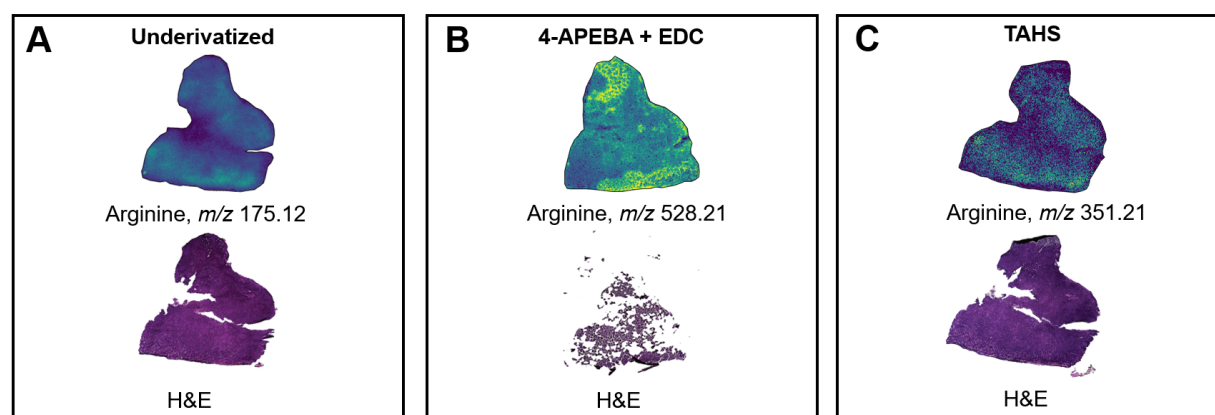 A
Underivatized
Arginine, m/z 175.12
H&E
B
4-APEBA + EDC
Arginine, m/z 528.21
H&E
C
TAHS
Arginine, m/z 351.21
H&E